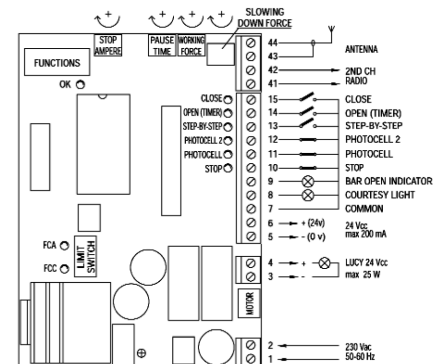 SLOWING
DOWN FORCE
STOP
AMPERE
PAUSE
TIME
WORKING
FORCE
FUNCTIONS
OK
44
43
ANTENNA
42
41
2ND CH
RADIO
CLOSE
15
CLOSE
OPEN (TIMER)
14
OPEN (TIMER)
STEP-BY-STEP
13
STEP-BY-STEP
PHOTOCELL 2
12
PHOTOCELL 2
PHOTOCELL
11
PHOTOCELL
STOP
10
STOP
9
BAR OPEN INDICATOR
8
COURTESY LIGHT
7
COMMON
6 + (24v)
5 - (0 v)
24 Vcc
max 200 mA
FCA
FCC
LIMIT
SWITCH
4 +
3 -
LUCY 24 Vcc
max 25 W
MOTOR
2
1
230 Vac
50-60 Hz